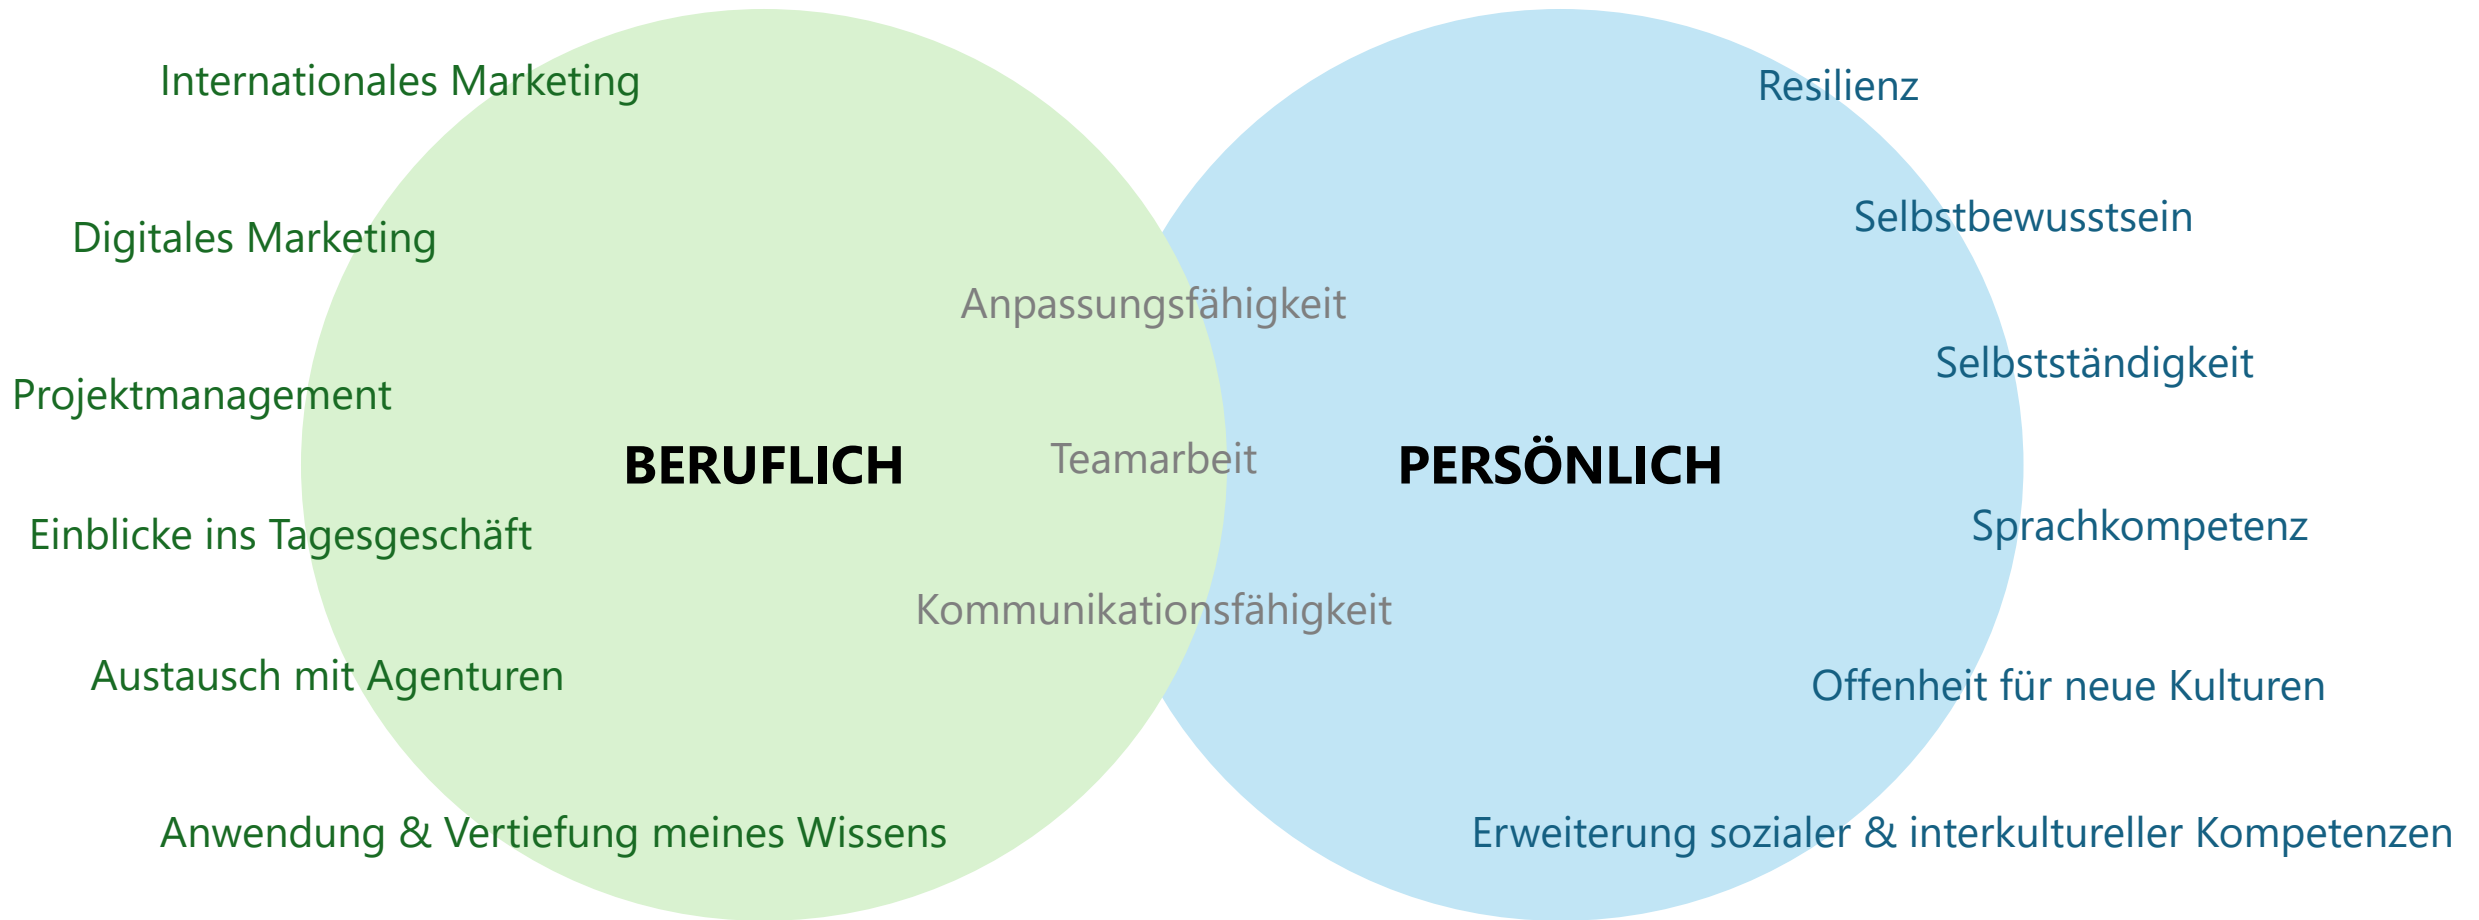 Internationales Marketing
Digitales Marketing
Projektmanagement
Einblicke ins Tagesgeschäft
Austausch mit Agenturen
Anwendung & Vertiefung meines Wissens
BERUFLICH
Anpassungsfähigkeit
Teamarbeit
Kommunikationsfähigkeit
PERSÖNLICH
Resilienz
Selbstbewusstsein
Selbstständigkeit
Sprachkompetenz
Offenheit für neue Kulturen
Erweiterung sozialer & interkultureller Kompetenzen